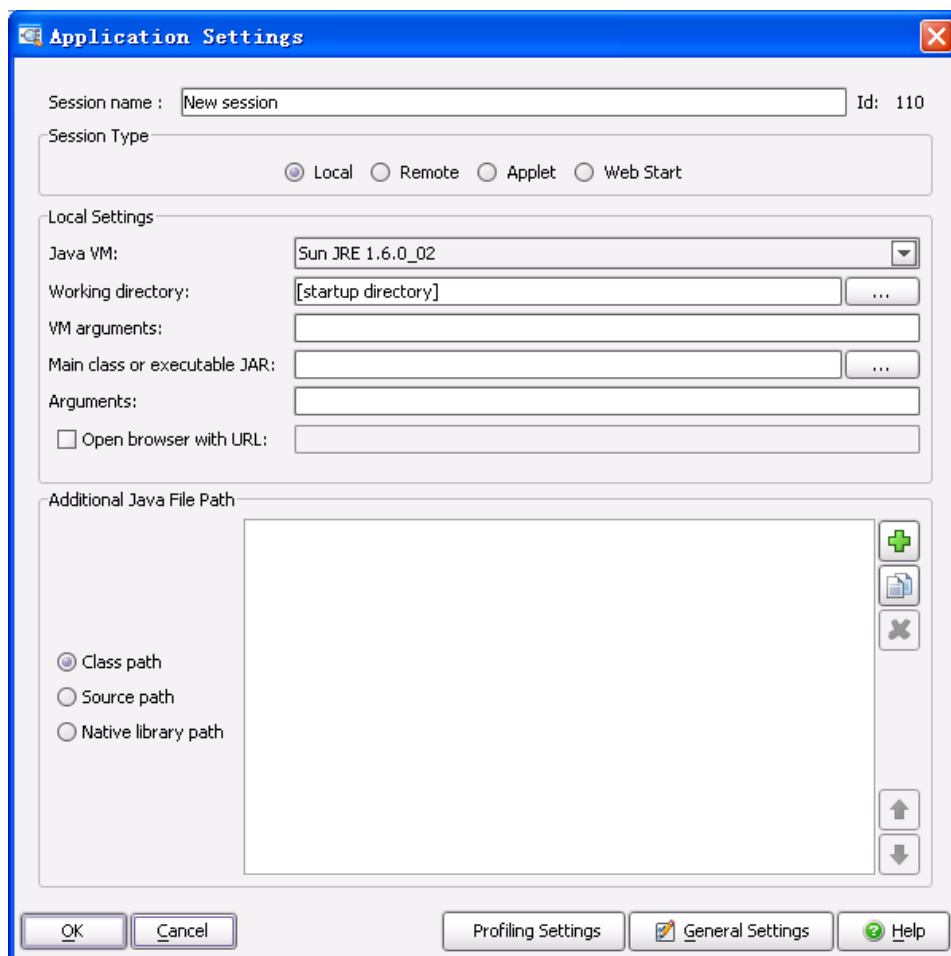 Application Settings
Session name : New session Id: 110
Session Type
Local Remote Applet Web Start
Local Settings
Java VM: Sun JRE 1.6.0_02
Working directory: [startup directory] ...
VM arguments:
Main class or executable JAR: ...
Arguments:
Open browser with URL:
Additional Java File Path
Class path
Source path
Native library path
OK Cancel Profiling Settings General Settings Help